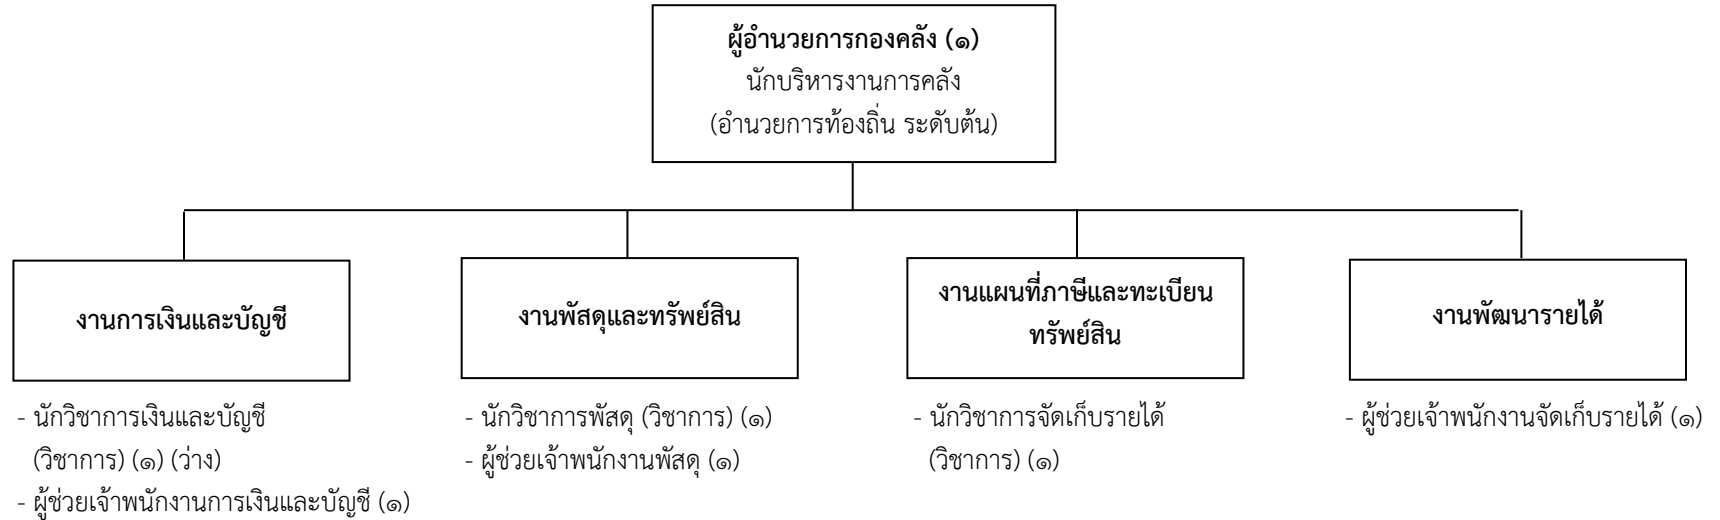 ผู้อำนวยการกองคลัง (๑)
นักบริหารงานการคลัง
(อำนวยการท้องถิ่น ระดับต้น)
งานการเงินและบัญชี
- นักวิชาการเงินและบัญชี
(วิชาการ) (๑) (ว่าง)
- ผู้ช่วยเจ้าพนักงานการเงินและบัญชี (๑)
งานพัสดุและทรัพย์สิน
- นักวิชาการพัสดุ (วิชาการ) (๑)
- ผู้ช่วยเจ้าพนักงานพัสดุ (๑)
งานแผนที่ภาษีและทะเบียน
ทรัพย์สิน
- นักวิชาการจัดเก็บรายได้
(วิชาการ) (๑)
งานพัฒนารายได้
- ผู้ช่วยเจ้าพนักงานจัดเก็บรายได้ (๑)